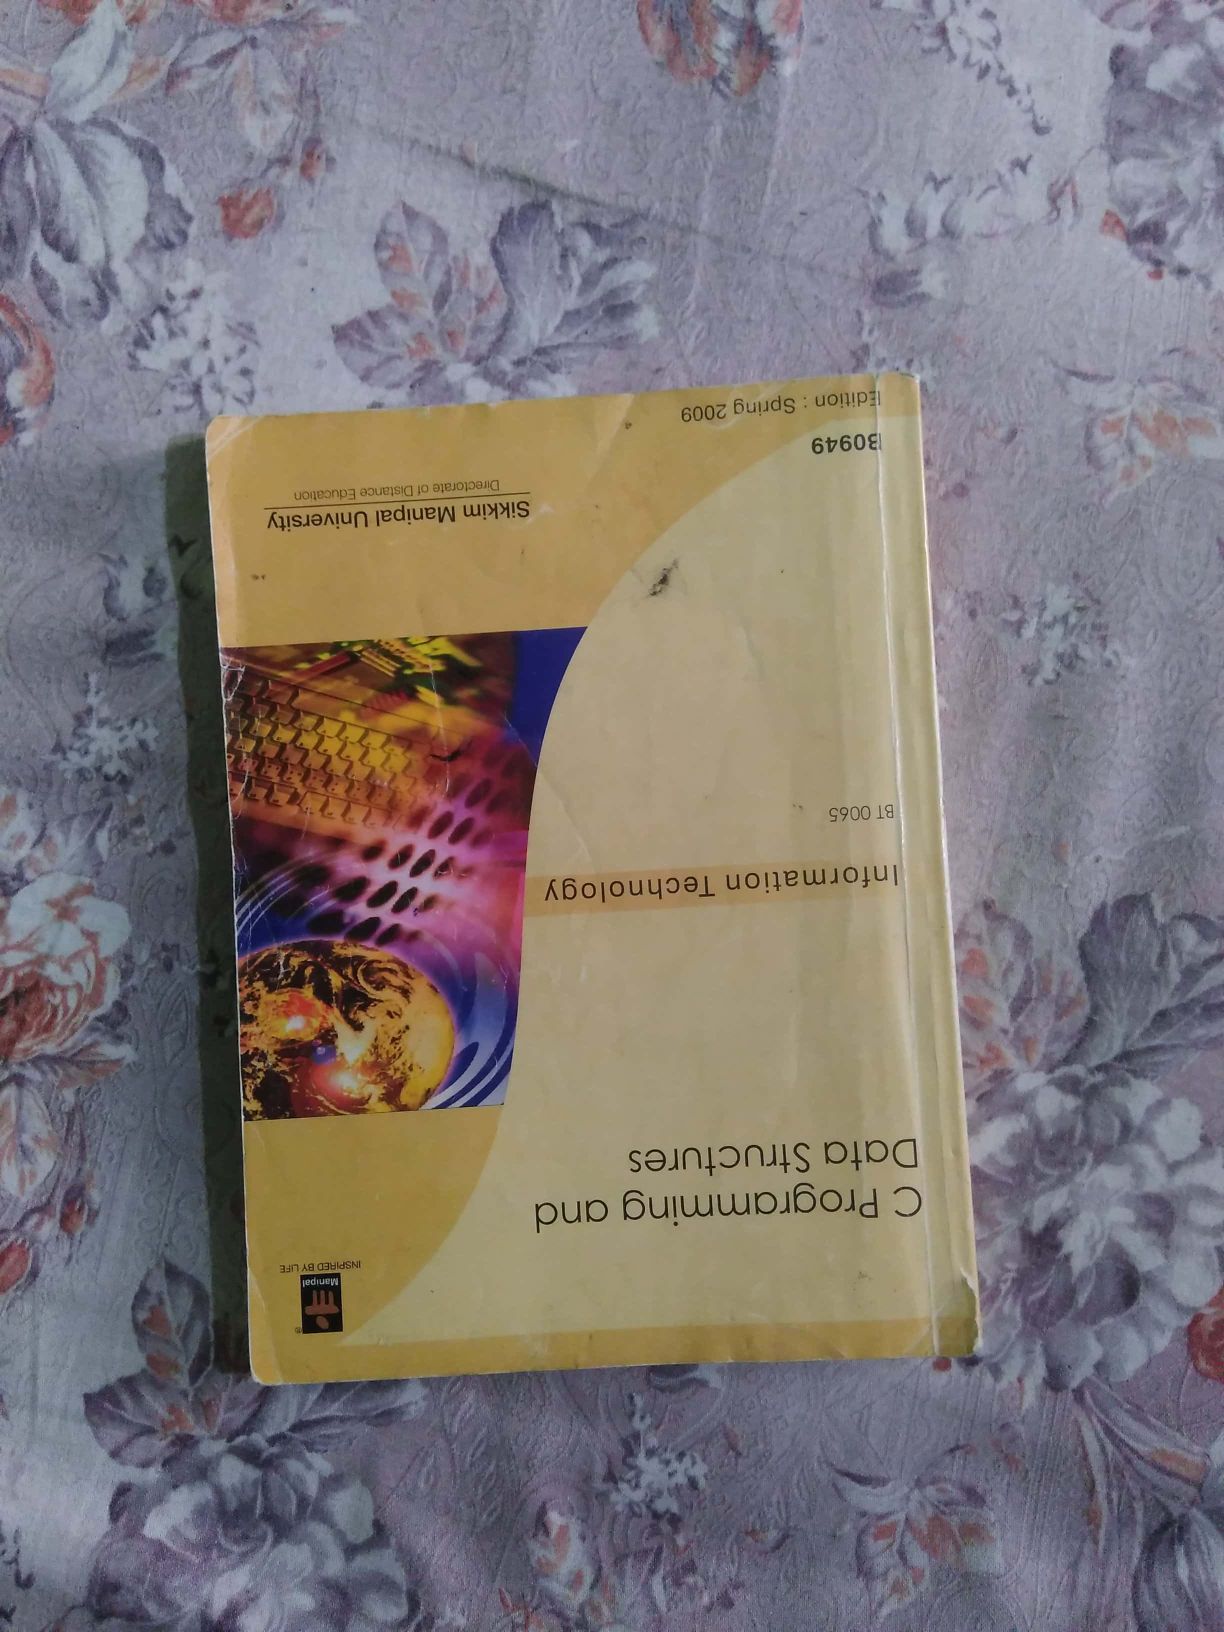 Manipal
®
INSPIRED BY LIFE
C Programming and
Data Structures
Information Technology
BT 0065
Sikkim Manipal University
Directorate of Distance Education
B0949
Edition : Spring 2009